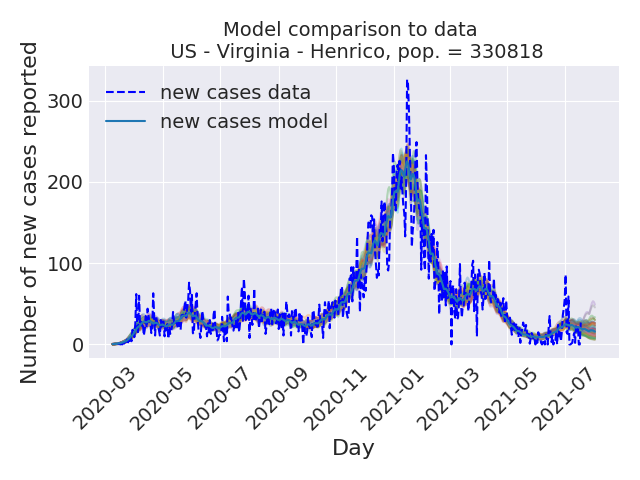 Model comparison to data
US - Virginia - Henrico, pop. = 330818
Number of new cases reported
300
200
100
0
new cases data
new cases model
2020-03
2020-05
2020-07
2020-09
2020-11
2021-01
2021-03
2021-05
2021-07
Day